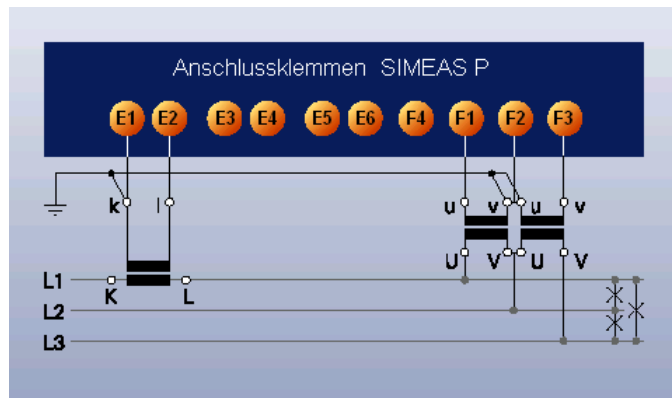 Anschlussklemmen SIMEAS P
E1 E2 E3 E4 E5 E6 F4 F1 F2 F3
k l u v u v
U V U V
L1
K L
L2
L3